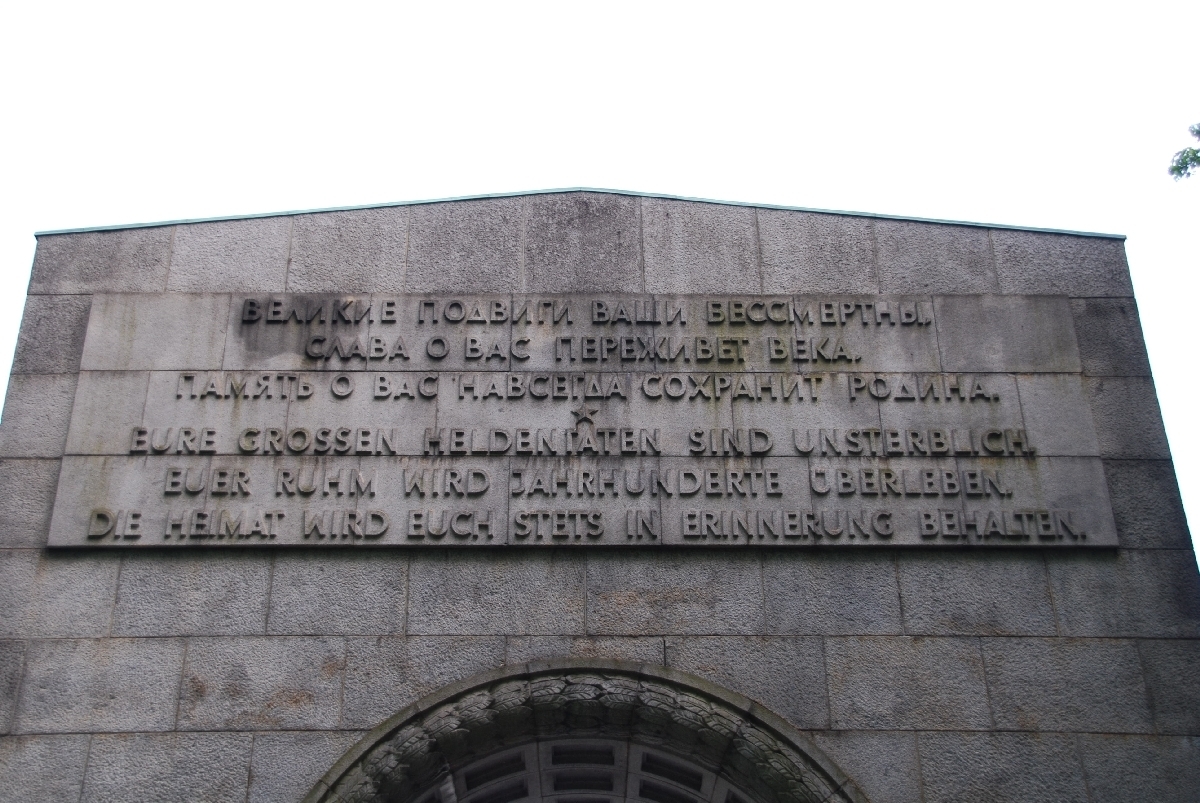 ВЕЛИКИЕ ПОДВИГИ ВАШИ БЕССМЕРТНЫ,
СЛАВА О ВАС ПЕРЕЖИВЕТ ВЕКА.
ПАМЯТЬ О ВАС НАВСЕГДА СОХРАНИТ РОДИНА.
EURE GROSSEN HELDENTATEN SIND UNSTERBLICH.
EUER RUHM WIRD JAHRHUNDERTE ÜBERLEBEN.
DIE HEIMAT WIRD EUCH STETS IN ERINNERUNG BEHALTEN.